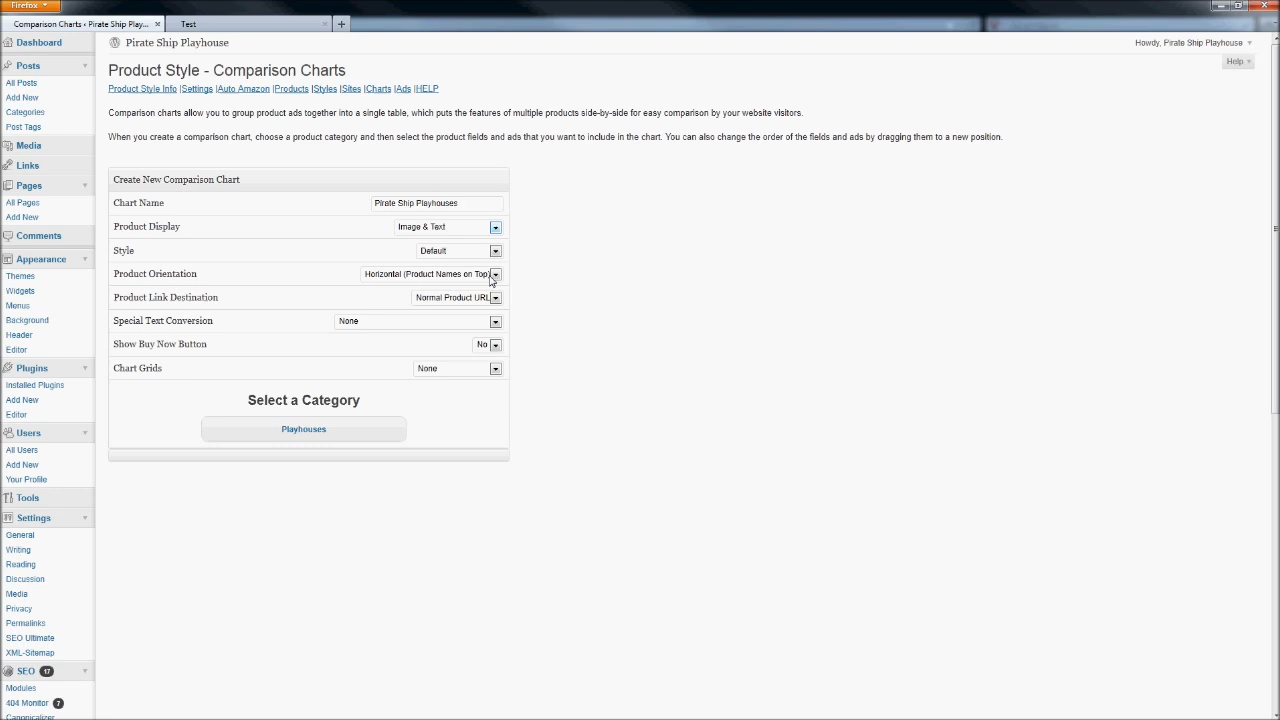 Firefox
Comparison Charts ‹ Pirate Ship Play...
Test
Dashboard
Posts
All Posts
Add New
Categories
Post Tags
Media
Links
Pages
All Pages
Add New
Comments
Appearance
Themes
Widgets
Menus
Background
Header
Editor
Plugins
Installed Plugins
Add New
Editor
Users
All Users
Add New
Your Profile
Tools
Settings
General
Writing
Reading
Discussion
Media
Privacy
Permalinks
SEO Ultimate
XML-Sitemap
SEO 17
Modules
404 Monitor 7
Canonicalizer
Pirate Ship Playhouse
Howdy, Pirate Ship Playhouse
Help
Product Style - Comparison Charts
Product Style Info |Settings |Auto Amazon |Products |Styles |Sites |Charts |Ads |HELP
Comparison charts allow you to group product ads together into a single table, which puts the features of multiple products side-by-side for easy comparison by your website visitors.
When you create a comparison chart, choose a product category and then select the product fields and ads that you want to include in the chart. You can also change the order of the fields and ads by dragging them to a new position.
Create New Comparison Chart
Chart Name Pirate Ship Playhouses
Product Display Image & Text
Style Default
Product Orientation Horizontal (Product Names on Top)
Product Link Destination Normal Product URL
Special Text Conversion None
Show Buy Now Button No
Chart Grids None
Select a Category
Playhouses